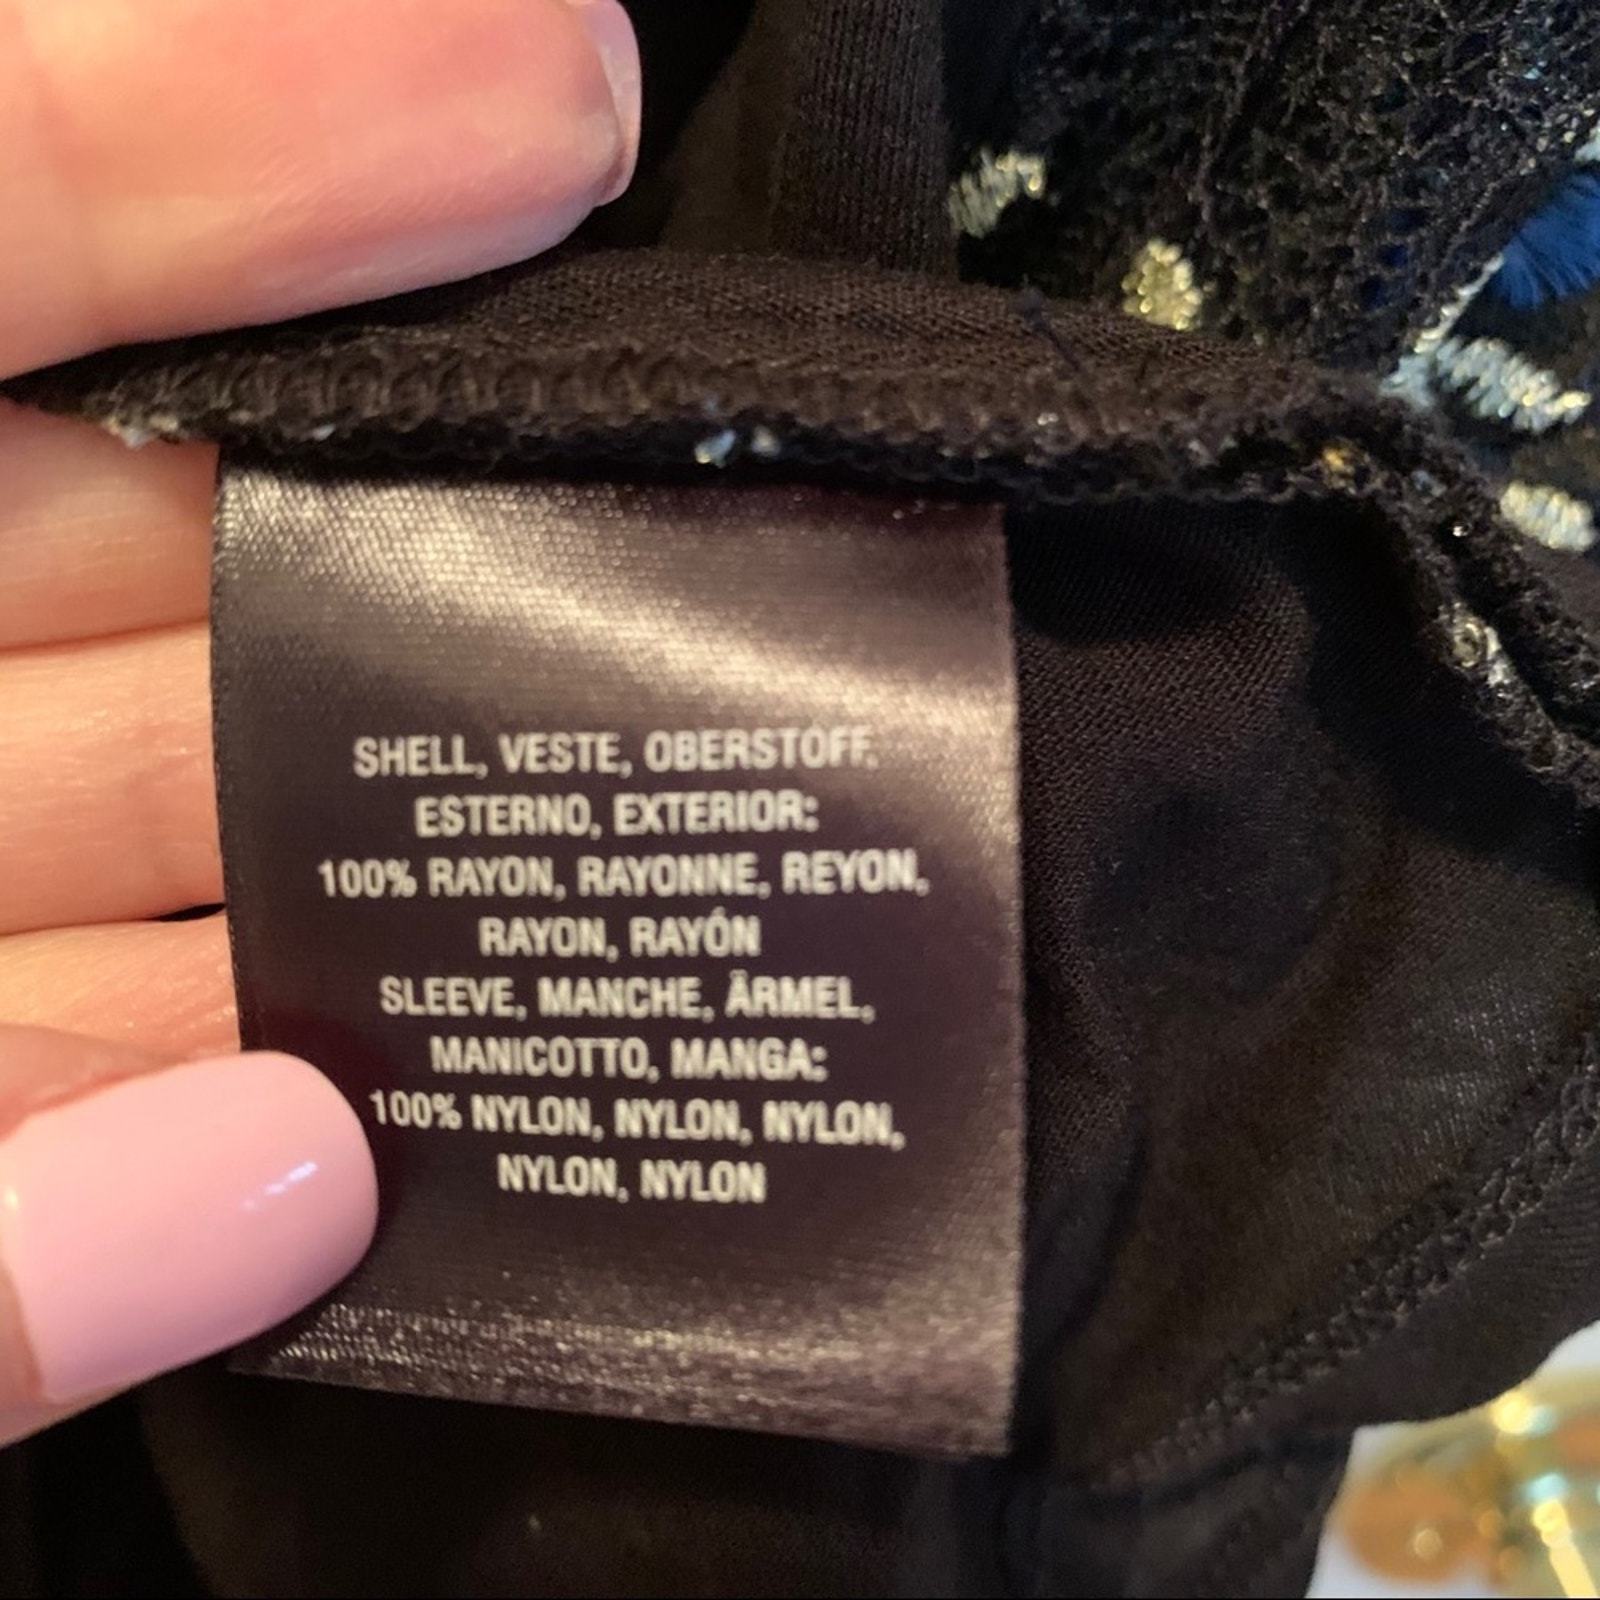 SHELL, VESTE, OBERSTOFF,
ESTERNO, EXTERIOR:
100% RAYON, RAYONNE, REYON,
RAYON, RAYÓN
SLEEVE, MANCHE, ÄRMEL,
MANICOTTO, MANGA:
100% NYLON, NYLON, NYLON,
NYLON, NYLON